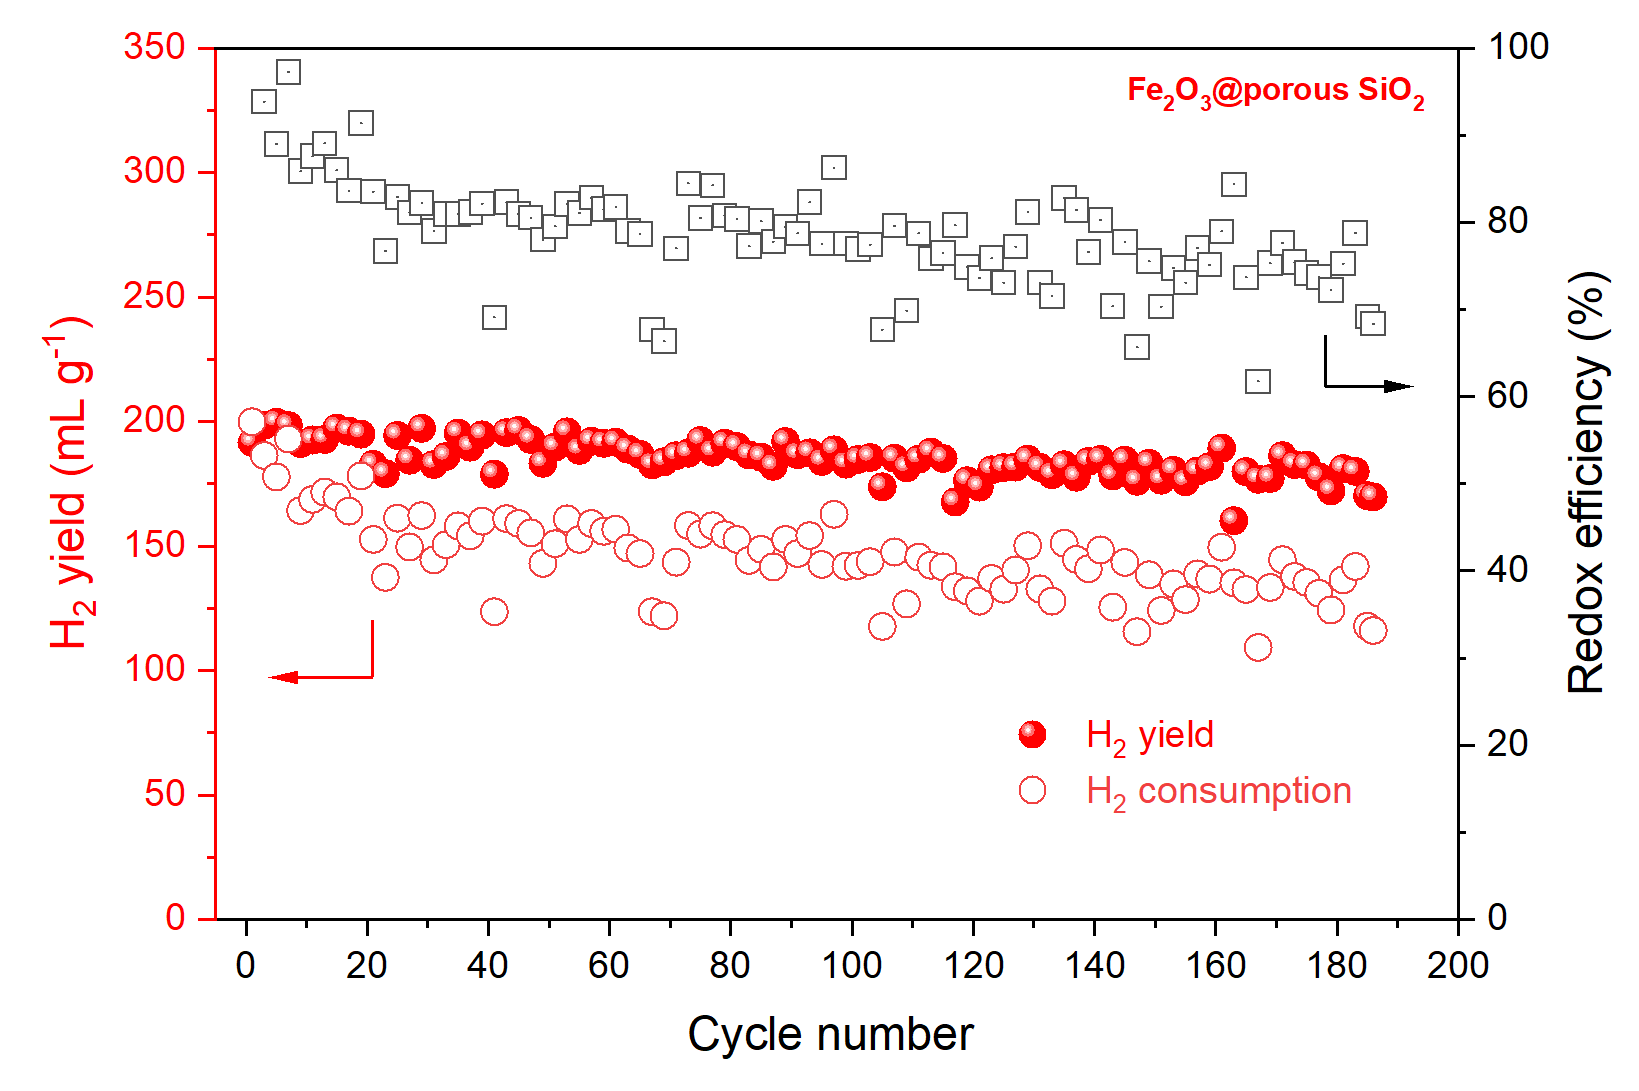 Fe₂O₃@porous SiO₂
350
300
250
200
150
100
50
0
H₂ yield (mL g⁻¹)
100
80
60
40
20
0
Redox efficiency (%)
H₂ yield
H₂ consumption
0 20 40 60 80 100 120 140 160 180 200
Cycle number